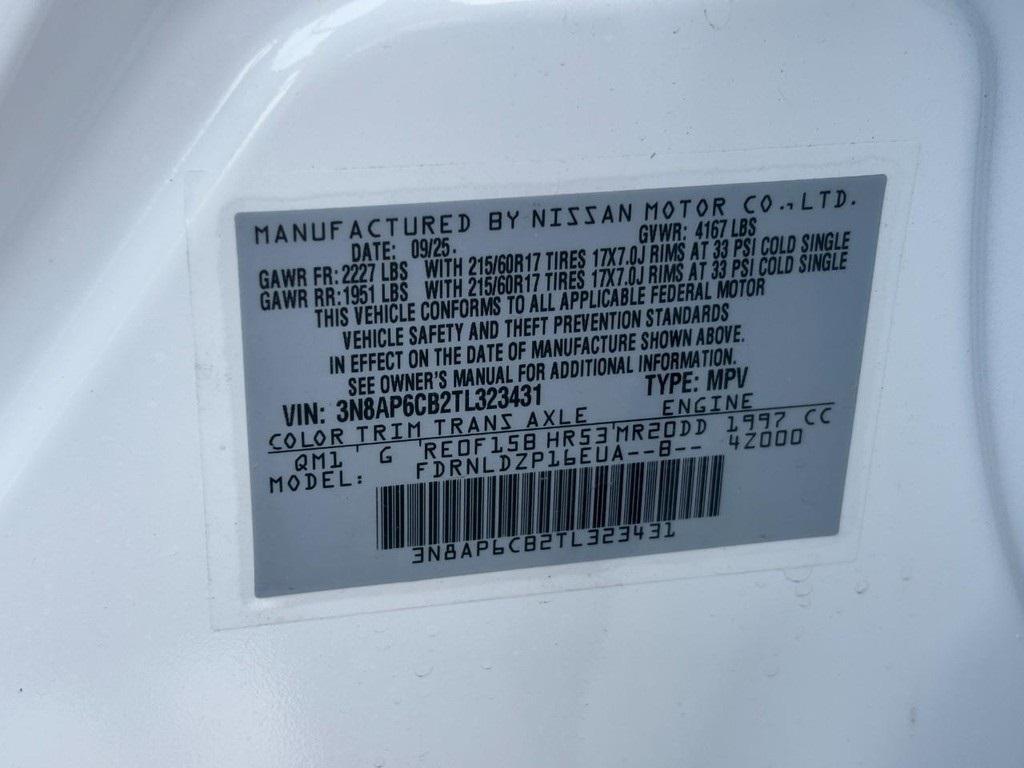 MANUFACTURED BY NISSAN MOTOR CO.,LTD.
DATE: 09/25. GVWR: 4167 LBS
GAWR FR: 2227 LBS WITH 215/60R17 TIRES 17X7.0J RIMS AT 33 PSI COLD SINGLE
GAWR RR: 1951 LBS WITH 215/60R17 TIRES 17X7.0J RIMS AT 33 PSI COLD SINGLE
THIS VEHICLE CONFORMS TO ALL APPLICABLE FEDERAL MOTOR
VEHICLE SAFETY AND THEFT PREVENTION STANDARDS
IN EFFECT ON THE DATE OF MANUFACTURE SHOWN ABOVE.
SEE OWNER'S MANUAL FOR ADDITIONAL INFORMATION.
VIN: 3N8AP6CB2TL323431 TYPE: MPV
COLOR TRIM TRANS AXLE ENGINE
QM1 G RE0F15B HR53 MR20DD 1997 CC
MODEL: FDRNLDZP16EUA--B-- 4Z000
3N8AP6CB2TL323431